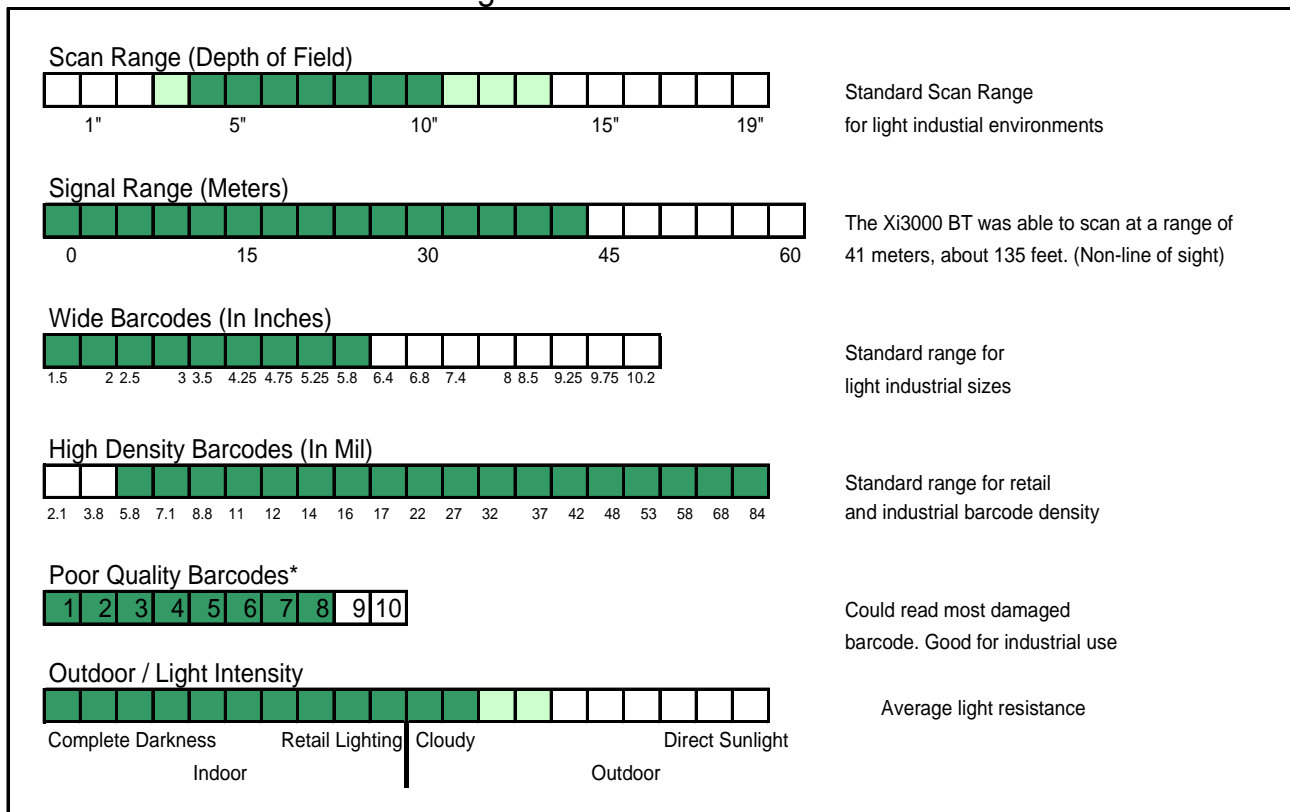 Scan Range (Depth of Field)
1" 5" 10" 15" 19"
Standard Scan Range
for light industial environments
Signal Range (Meters)
0 15 30 45 60
The Xi3000 BT was able to scan at a range of
41 meters, about 135 feet. (Non-line of sight)
Wide Barcodes (In Inches)
1.5 2 2.5 3 3.5 4.25 4.75 5.25 5.8 6.4 6.8 7.4 8 8.5 9.25 9.75 10.2
Standard range for
light industrial sizes
High Density Barcodes (In Mil)
2.1 3.8 5.8 7.1 8.8 11 12 14 16 17 22 27 32 37 42 48 53 58 68 84
Standard range for retail
and industrial barcode density
Poor Quality Barcodes*
1 2 3 4 5 6 7 8 9 10
Could read most damaged
barcode. Good for industrial use
Outdoor / Light Intensity
Average light resistance
Complete Darkness Retail Lighting Cloudy Direct Sunlight
Indoor Outdoor